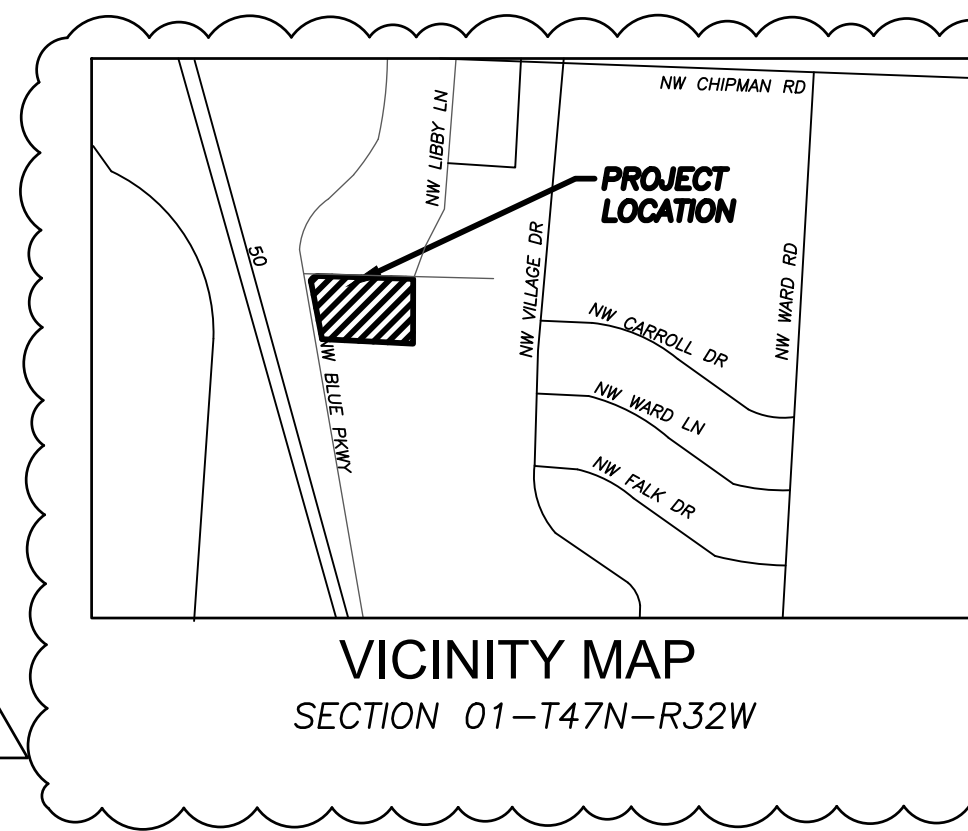 NW CHIPMAN RD
NW LIBBY LN
PROJECT
LOCATION
50
NW VILLAGE DR
NW WARD RD
NW CARROLL DR
NW BLUE PKWY
NW WARD LN
NW FALK DR
VICINITY MAP
SECTION 01-T47N-R32W